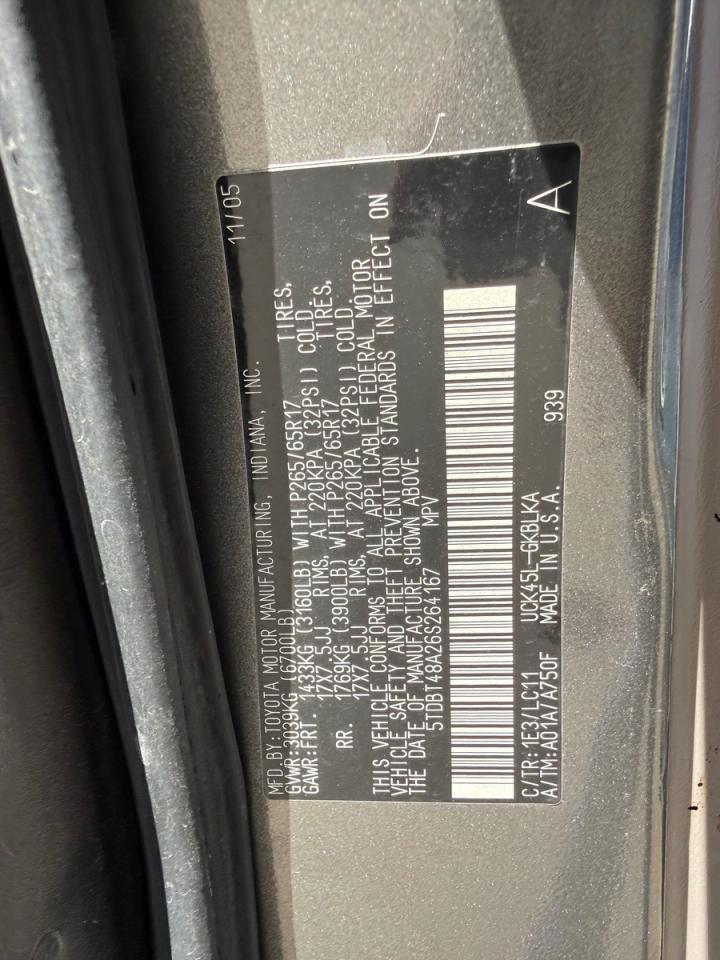 MFD.BY:TOYOTA MOTOR MANUFACTURING, INDIANA, INC. 11/05
GVWR:3039KG (6700LB)
GAWR:FRT. 1433KG (3160LB) WITH P265/65R17 TIRES,
17X7.5JJ RIMS, AT 220KPA (32PSI) COLD
RR. 1769KG (3900LB) WITH P265/65R17 TIRES,
17X7.5JJ RIMS, AT 220KPA (32PSI) COLD.
THIS VEHICLE CONFORMS TO ALL APPLICABLE FEDERAL MOTOR
VEHICLE SAFETY AND THEFT PREVENTION STANDARDS IN EFFECT ON
THE DATE OF MANUFACTURE SHOWN ABOVE.
5TDBT48A26S264167 MPV
C/TR:1E3/LC11 UCK45L-GKBLKA
A/TM:A01A/A750F MADE IN U.S.A. 939 A